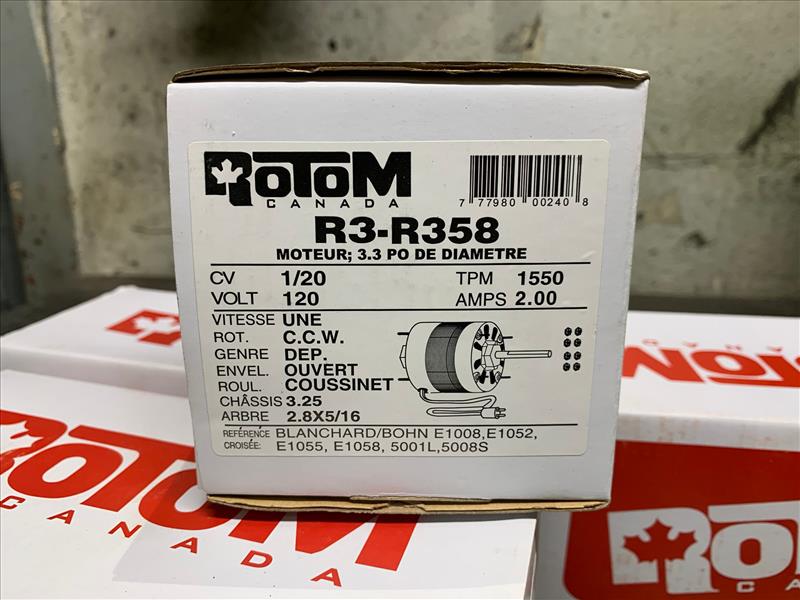 ROTOM
CANADA
7 77980 00240 8
R3-R358
MOTEUR; 3.3 PO DE DIAMETRE
CV 1/20 TPM 1550
VOLT 120 AMPS 2.00
VITESSE UNE
ROT. C.C.W.
GENRE DEP.
ENVEL. OUVERT
ROUL. COUSSINET
CHÂSSIS 3.25
ARBRE 2.8X5/16
REFÉRENCE BLANCHARD/BOHN E1008,E1052,
CROISÉE: E1055, E1058, 5001L,5008S
ROTOM
CANADA
ROTOM